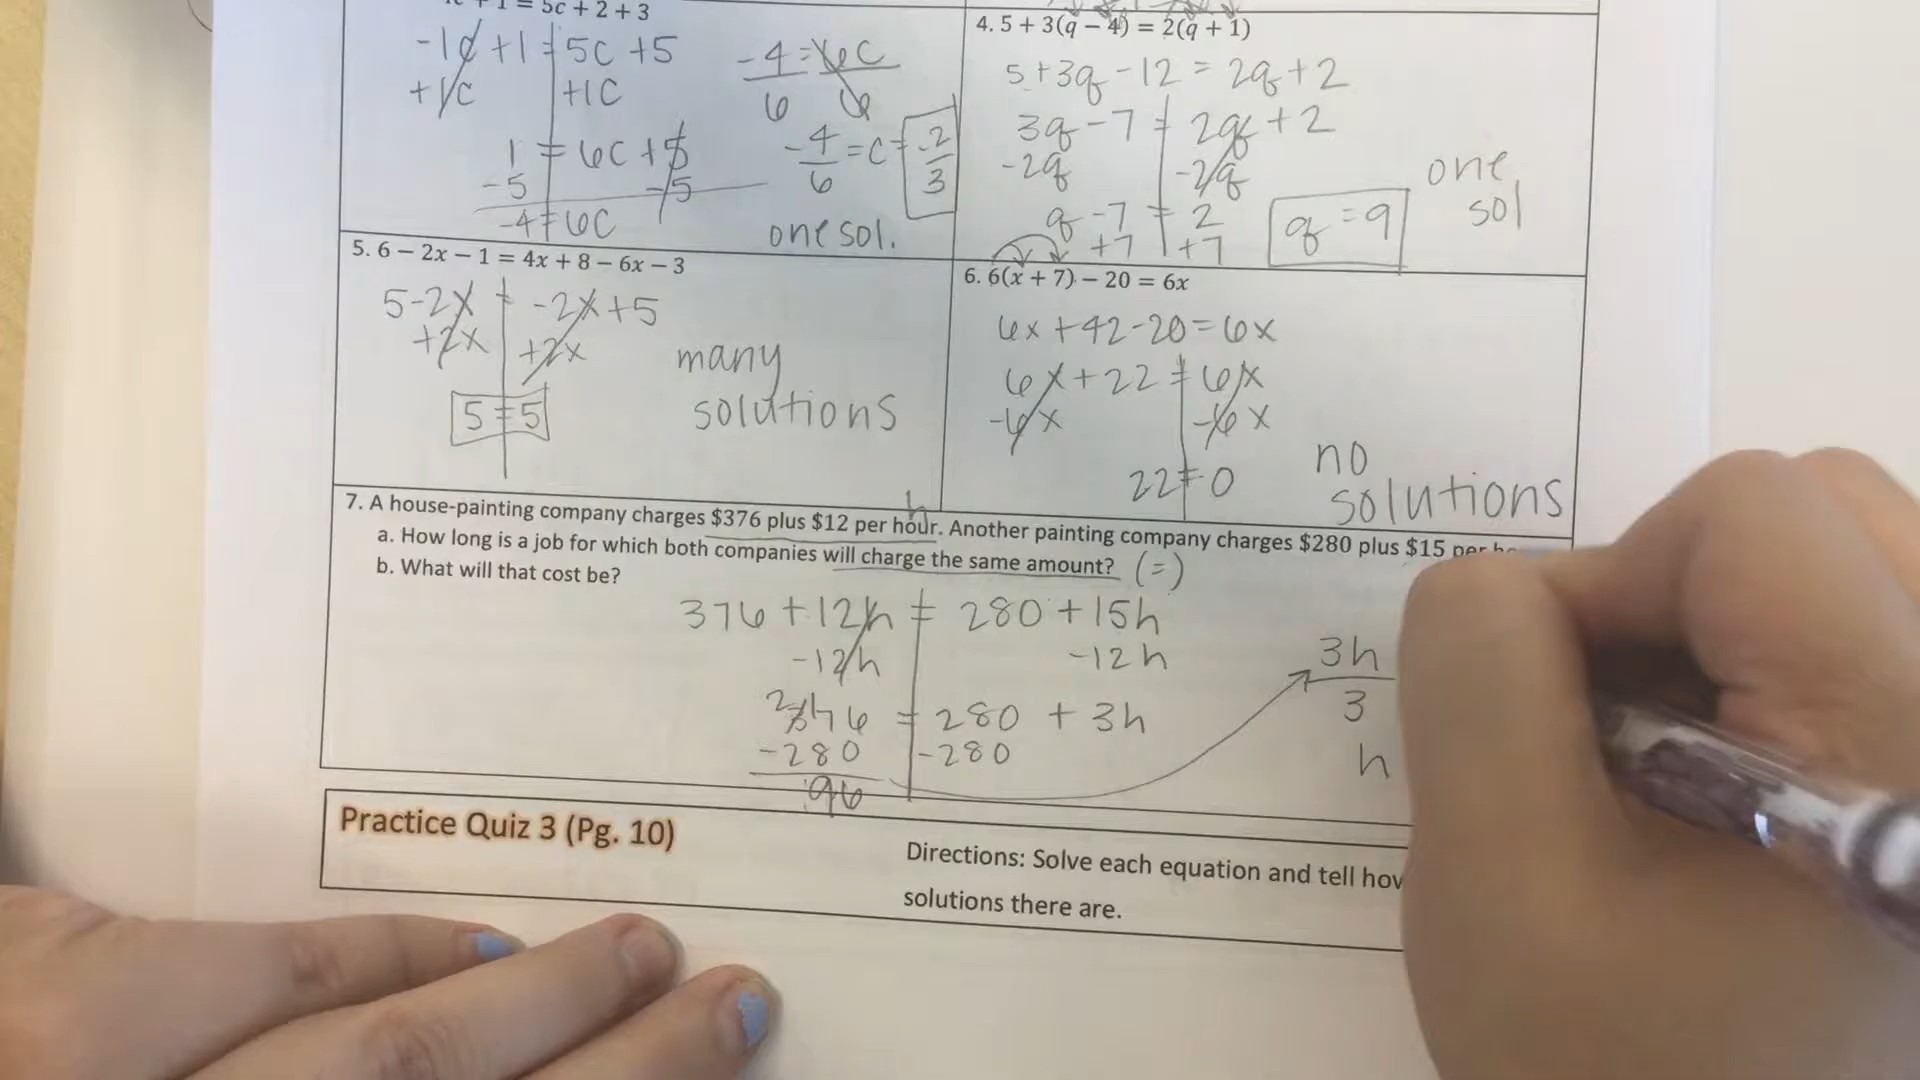 1 = 5c + 2 + 3
-1c + 1 = 5c + 5
+1c +1c
1 = 6c + 5
-5 -5
-4 = 6c
-4 = 6c
6 6
-4/6 = c = -2/3
one sol.
4. 5 + 3(q − 4) = 2(q + 1)
5 + 3q - 12 = 2q + 2
3q - 7 = 2q + 2
-2q -2q
q - 7 = 2
+7 +7
q = 9
one
sol
5. 6 − 2x − 1 = 4x + 8 − 6x − 3
5 - 2x = -2x + 5
+2x +2x
5 = 5
many
solutions
6. 6(x + 7) − 20 = 6x
6x + 42 - 20 = 6x
6x + 22 = 6x
-6x -6x
22 = 0
no
solutions
h
7. A house-painting company charges $376 plus $12 per hour. Another painting company charges $280 plus $15 per
a. How long is a job for which both companies will charge the same amount? (=)
b. What will that cost be?
376 + 12h = 280 + 15h
-12h -12h
376 = 280 + 3h
-280 -280
96
3h
3
h
Practice Quiz 3 (Pg. 10)
Directions: Solve each equation and tell how
solutions there are.